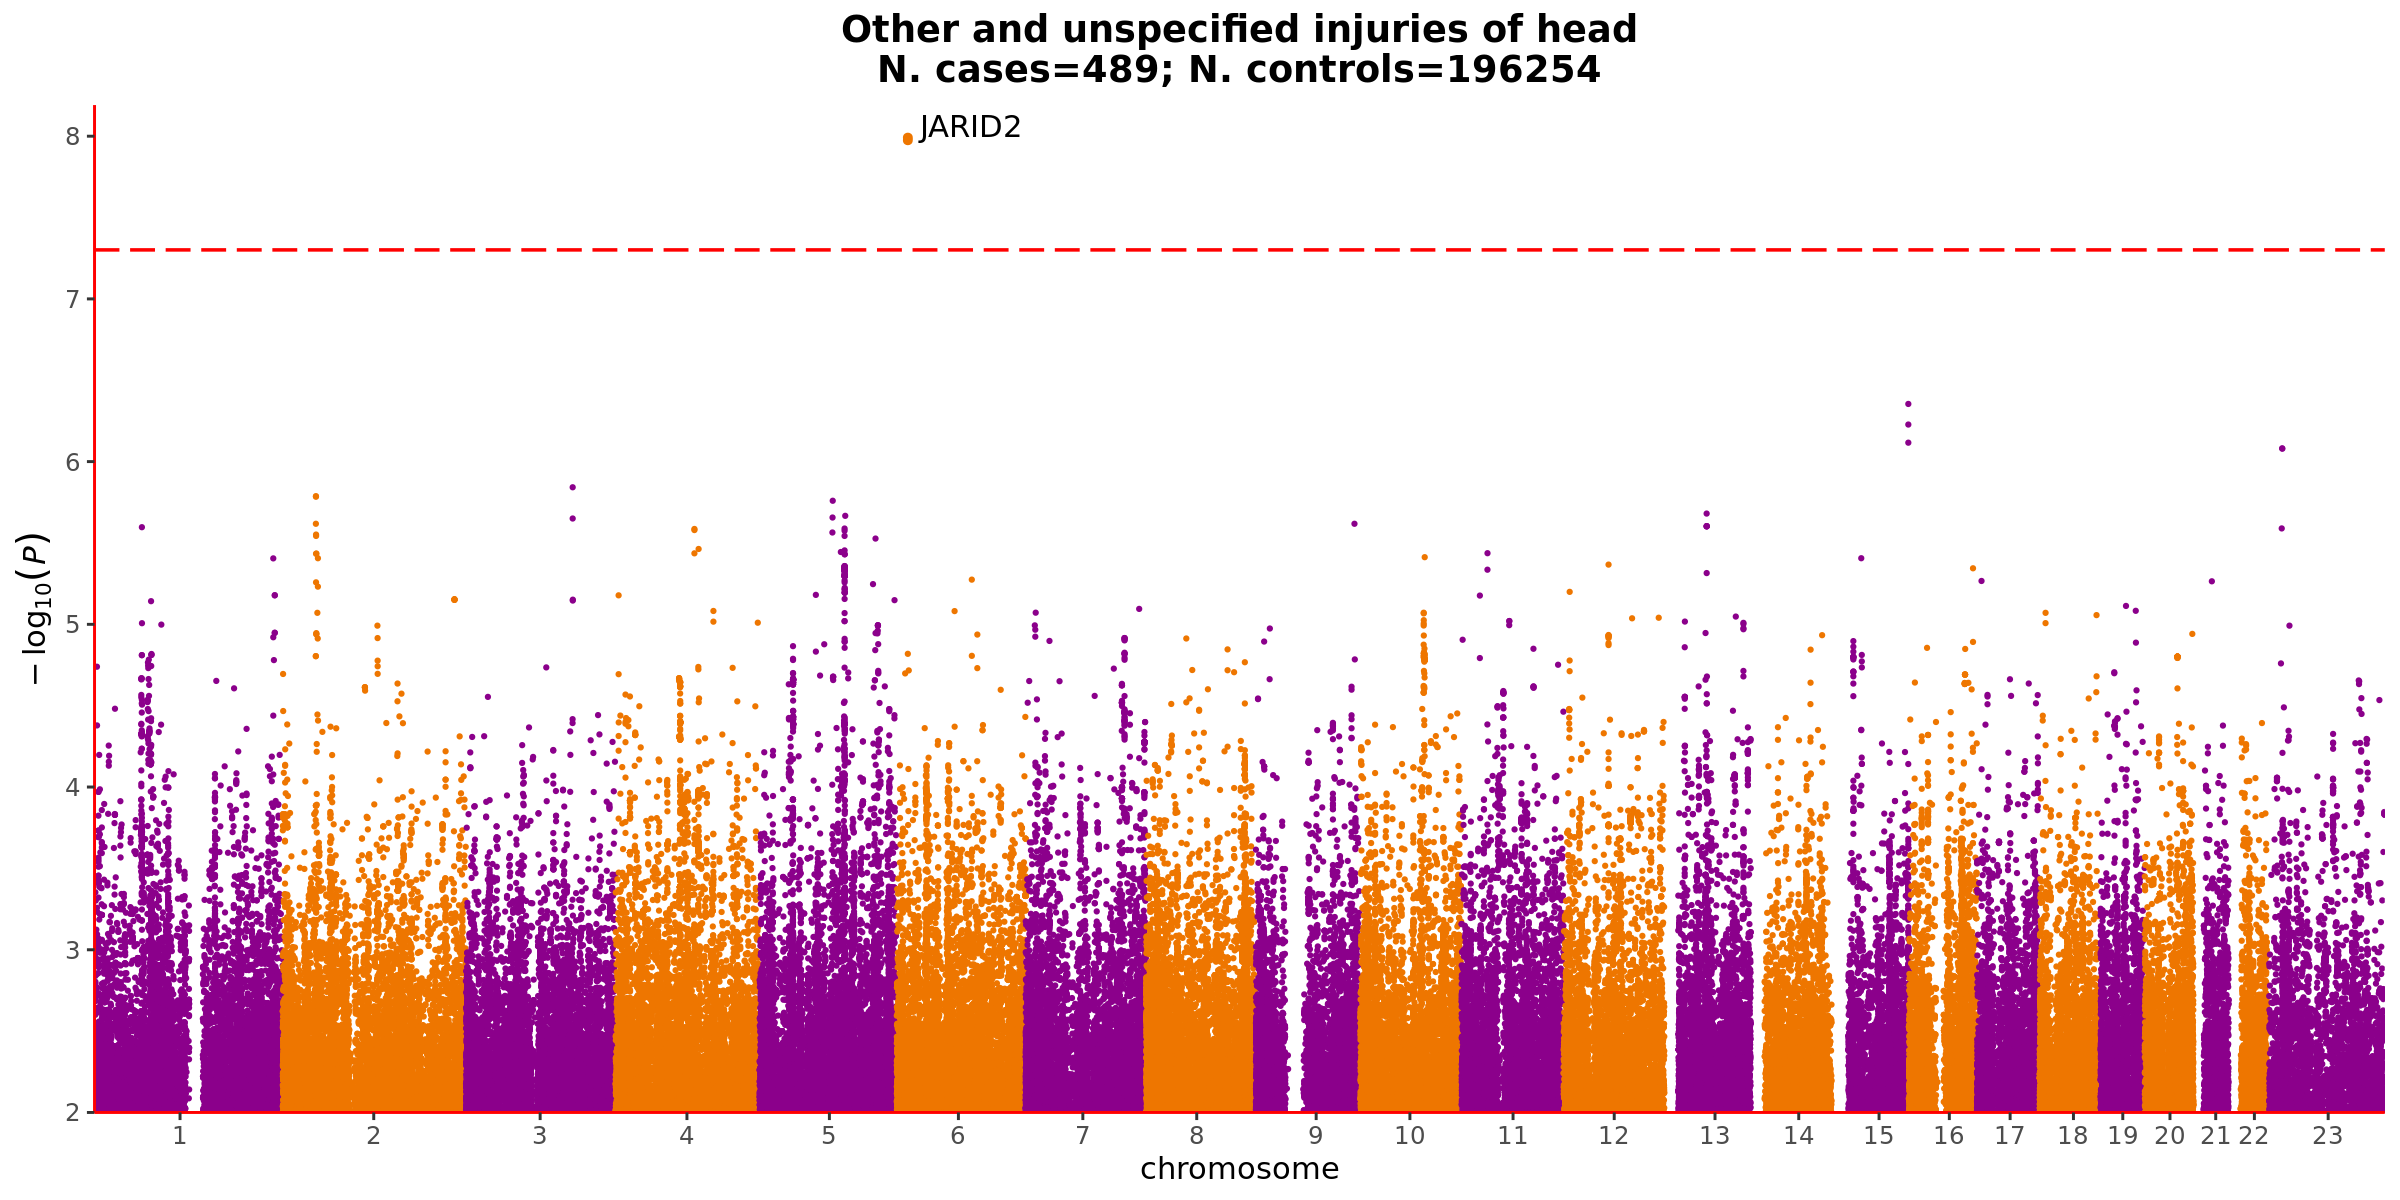 Other and unspecified injuries of head
N. cases=489; N. controls=196254
JARID2
8
7
6
5
4
3
2
−log₁₀(P)
1 2 3 4 5 6 7 8 9 10 11 12 13 14 15 16 17 18 19 20 21 22 23
chromosome